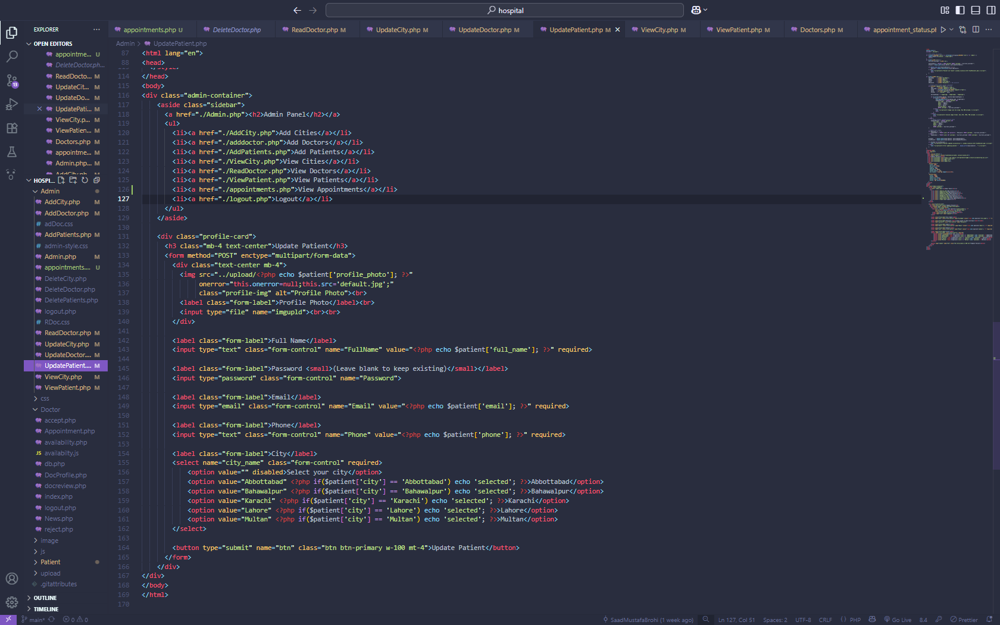 hospital
EXPLORER
appointments.php U
DeleteDoctor.php
ReadDoctor.php M
UpdateCity.php M
UpdateDoctor.php M
UpdatePatient.php M
ViewCity.php M
ViewPatient.php M
Doctors.php M
appointment_status.pl
OPEN EDITORS
appointme... U
DeleteDoctor.ph...
ReadDocto... M
UpdateCit... M
UpdateDo... M
UpdatePati... M
ViewCity.p... M
ViewPatien... M
Doctors.php M
appointme... M
Admin.php... M
HOSPI...
Admin
AddCity.php M
AddDoctor.php M
adDoc.css
AddPatients.php M
admin-style.css
Admin.php M
appointments.... U
DeleteCity.php
DeleteDoctor.php
DeletePatients.php
logout.php
RDoc.css
ReadDoctor.php M
UpdateCity.php M
UpdateDoctor.... M
UpdatePatient.... M
ViewCity.php M
ViewPatient.php M
css
Doctor
accept.php
Appointment.php
availability.php
JS availabilty.js
db.php
DocProfile.php
docreview.php
index.php
logout.php
News.php
reject.php
image
js
Patient
upload
.gitattributes
OUTLINE
TIMELINE
Admin > UpdatePatient.php
87 <html lang="en">
88 <head>
114 </head>
115 <body>
116 <div class="admin-container">
117 <aside class="sidebar">
118 <a href="./Admin.php"><h2>Admin Panel</h2></a>
119 <ul>
120 <li><a href="./AddCity.php">Add Cities</a></li>
121 <li><a href="./adddoctor.php">Add Doctors</a></li>
122 <li><a href="./AddPatients.php">Add Patients</a></li>
123 <li><a href="./ViewCity.php">View Cities</a></li>
124 <li><a href="./ReadDoctor.php">View Doctors</a></li>
125 <li><a href="./ViewPatient.php">View Patients</a></li>
126 <li><a href="./appointments.php">View Appointments</a></li>
127 <li><a href="./logout.php">Logout</a></li>
128 </ul>
129 </aside>
130
131 <div class="profile-card">
132 <h3 class="mb-4 text-center">Update Patient</h3>
133 <form method="POST" enctype="multipart/form-data">
134 <div class="text-center mb-4">
135 <img src="../upload/<?php echo $patient['profile_photo']; ?>"
136 onerror="this.onerror=null;this.src='default.jpg';"
137 class="profile-img" alt="Profile Photo"><br>
138 <label class="form-label">Profile Photo</label><br>
139 <input type="file" name="imgupld"><br><br>
140 </div>
141
142 <label class="form-label">Full Name</label>
143 <input type="text" class="form-control" name="FullName" value="<?php echo $patient['full_name']; ?>" required>
144
145 <label class="form-label">Password <small>(Leave blank to keep existing)</small></label>
146 <input type="password" class="form-control" name="Password">
147
148 <label class="form-label">Email</label>
149 <input type="email" class="form-control" name="Email" value="<?php echo $patient['email']; ?>" required>
150
151 <label class="form-label">Phone</label>
152 <input type="text" class="form-control" name="Phone" value="<?php echo $patient['phone']; ?>" required>
153
154 <label class="form-label">City</label>
155 <select name="city_name" class="form-control" required>
156 <option value="" disabled>Select your city</option>
157 <option value="Abbottabad" <?php if($patient['city'] == 'Abbottabad') echo 'selected'; ?>>Abbottabad</option>
158 <option value="Bahawalpur" <?php if($patient['city'] == 'Bahawalpur') echo 'selected'; ?>>Bahawalpur</option>
159 <option value="Karachi" <?php if($patient['city'] == 'Karachi') echo 'selected'; ?>>Karachi</option>
160 <option value="Lahore" <?php if($patient['city'] == 'Lahore') echo 'selected'; ?>>Lahore</option>
161 <option value="Multan" <?php if($patient['city'] == 'Multan') echo 'selected'; ?>>Multan</option>
162 </select>
163
164 <button type="submit" name="btn" class="btn btn-primary w-100 mt-4">Update Patient</button>
165 </form>
166 </div>
167 </div>
168 </body>
169 </html>
170
13
main* 0 0
SaadMustafaBrohi (1 week ago) Ln 127, Col 51 Spaces: 2 UTF-8 CRLF {} PHP Go Live 8.4 Prettier